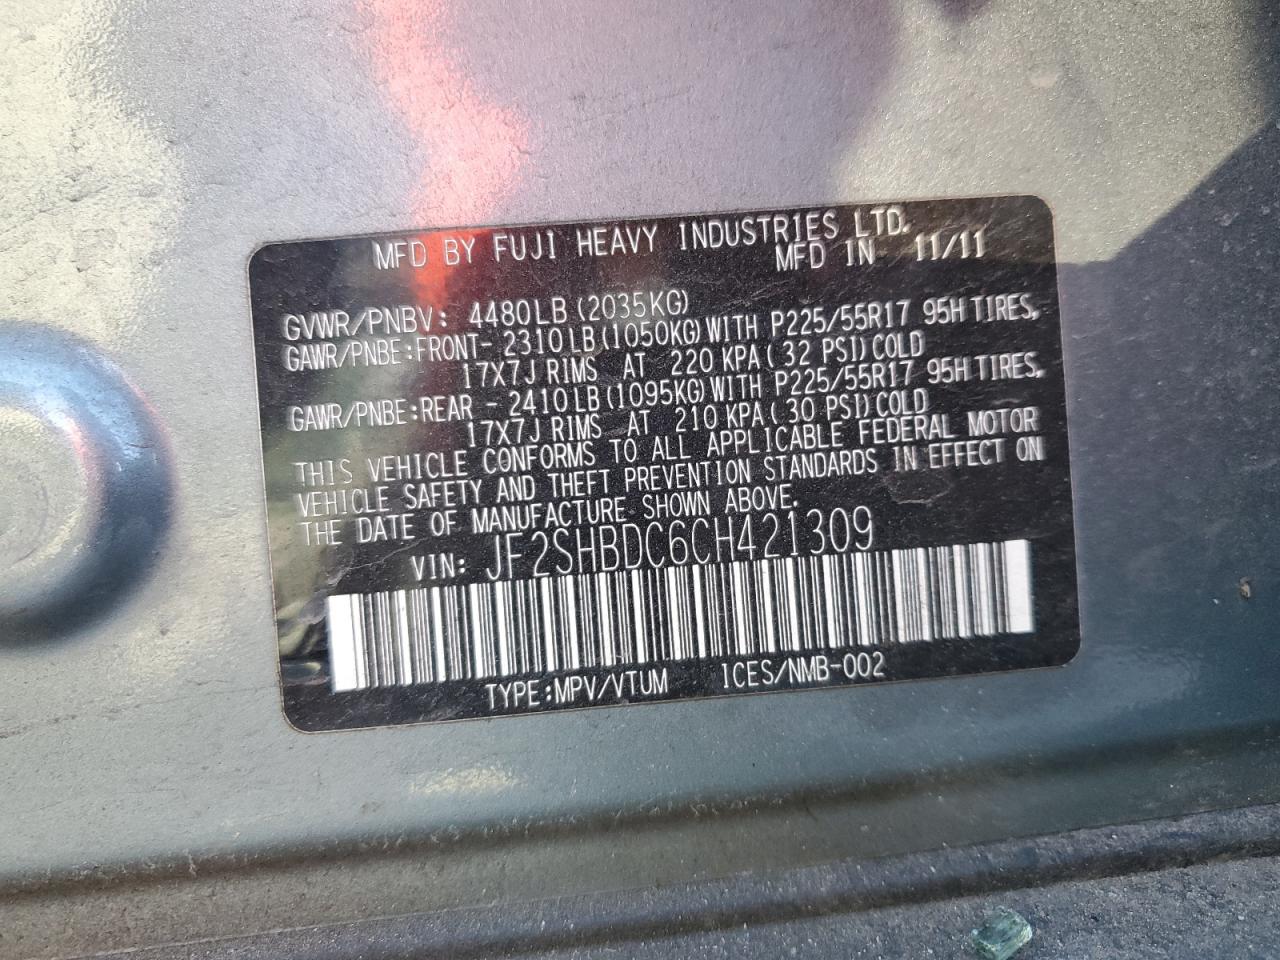 MFD BY FUJI HEAVY INDUSTRIES LTD.
MFD IN 11/11
GVWR/PNBV: 4480LB (2035KG)
GAWR/PNBE:FRONT- 2310LB (1050KG) WITH P225/55R17 95H TIRES,
17X7J RIMS AT 220 KPA ( 32 PSI) COLD
GAWR/PNBE:REAR - 2410LB (1095KG) WITH P225/55R17 95H TIRES,
17X7J RIMS AT 210 KPA ( 30 PSI) COLD
THIS VEHICLE CONFORMS TO ALL APPLICABLE FEDERAL MOTOR
VEHICLE SAFETY AND THEFT PREVENTION STANDARDS IN EFFECT ON
THE DATE OF MANUFACTURE SHOWN ABOVE.
VIN: JF2SHBDC6CH421309
TYPE:MPV/VTUM ICES/NMB-002